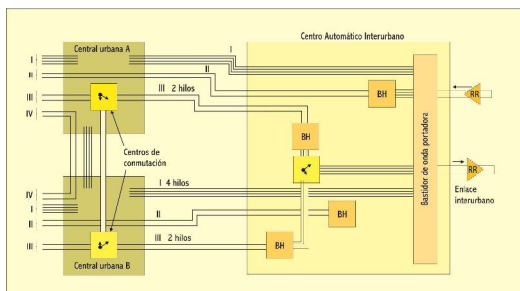 Central urbana A
Centro Automático Interurbano
I
I
II
II
III
III 2 hilos
IV
BH
RR
BH
Centros de
conmutación
Bastidor de onda portadora
RR
Enlace
interurbano
IV
I 4 hilos
I
II
II
BH
III
III 2 hilos
BH
Central urbana B